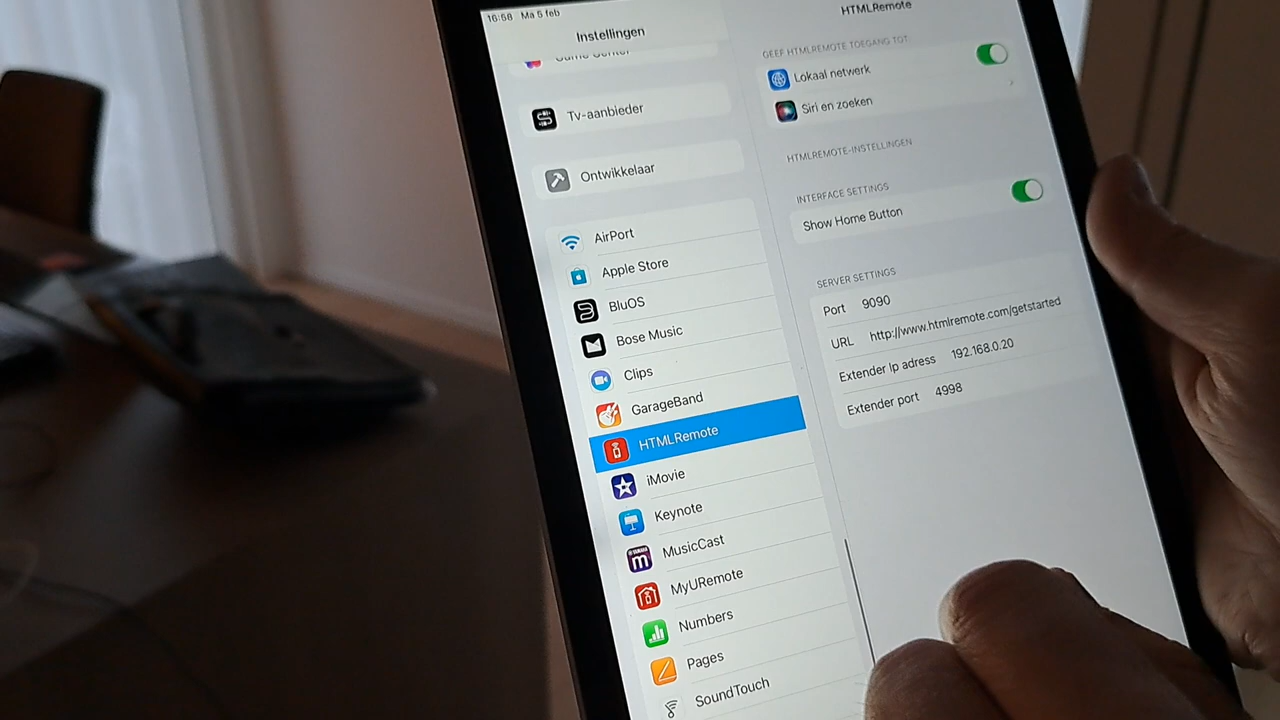 16:58 Ma 5 feb
Instellingen
Game Center
Tv-aanbieder
Ontwikkelaar
AirPort
Apple Store
BluOS
Bose Music
Clips
GarageBand
HTMLRemote
iMovie
Keynote
MusicCast
MyURemote
Numbers
Pages
SoundTouch
HTMLRemote
GEEF HTMLREMOTE TOEGANG TOT
Lokaal netwerk
Siri en zoeken
HTMLREMOTE-INSTELLINGEN
INTERFACE SETTINGS
Show Home Button
SERVER SETTINGS
Port 9090
URL http://www.htmlremote.com/getstarted
Extender Ip adress 192.168.0.20
Extender port 4998